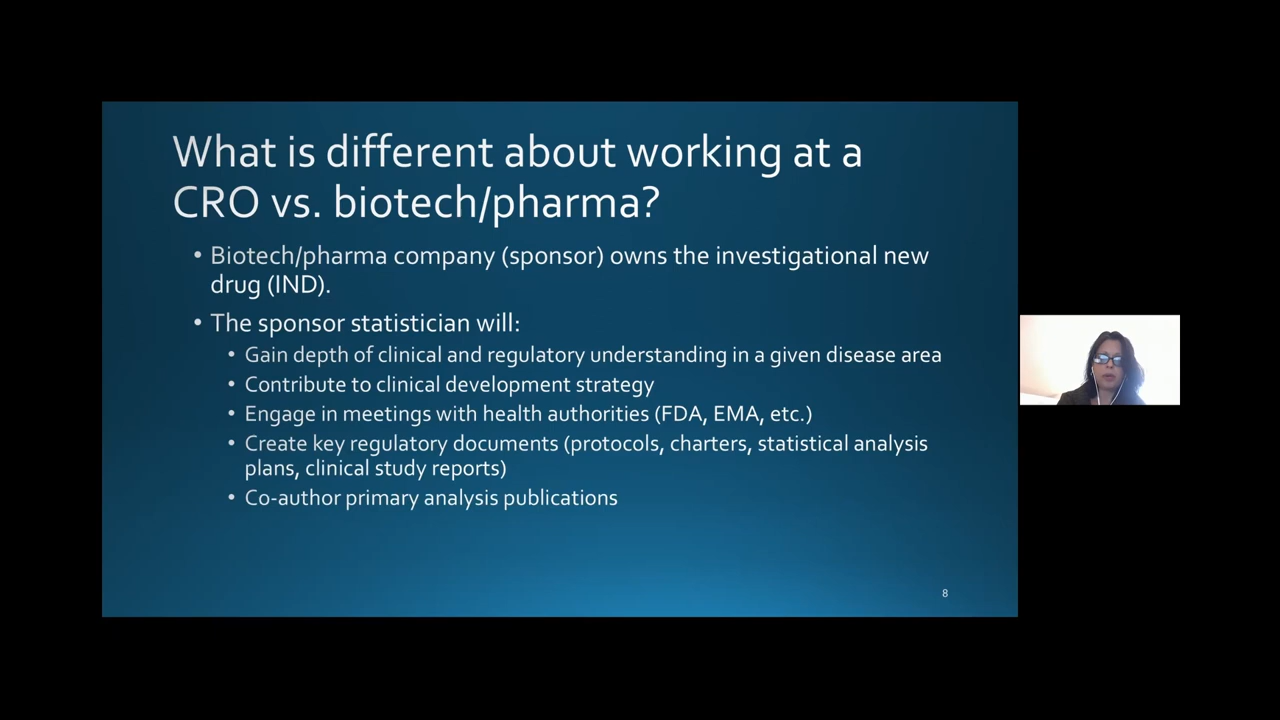 What is different about working at a
CRO vs. biotech/pharma?
• Biotech/pharma company (sponsor) owns the investigational new
drug (IND).
• The sponsor statistician will:
• Gain depth of clinical and regulatory understanding in a given disease area
• Contribute to clinical development strategy
• Engage in meetings with health authorities (FDA, EMA, etc.)
• Create key regulatory documents (protocols, charters, statistical analysis
plans, clinical study reports)
• Co-author primary analysis publications
8